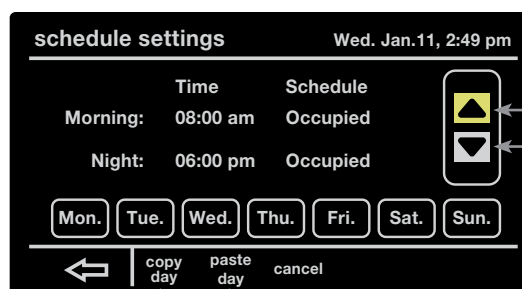 schedule settings Wed. Jan.11, 2:49 pm
Time Schedule
Morning: 08:00 am Occupied
Night: 06:00 pm Occupied
Mon. Tue. Wed. Thu. Fri. Sat. Sun.
copy day paste day cancel